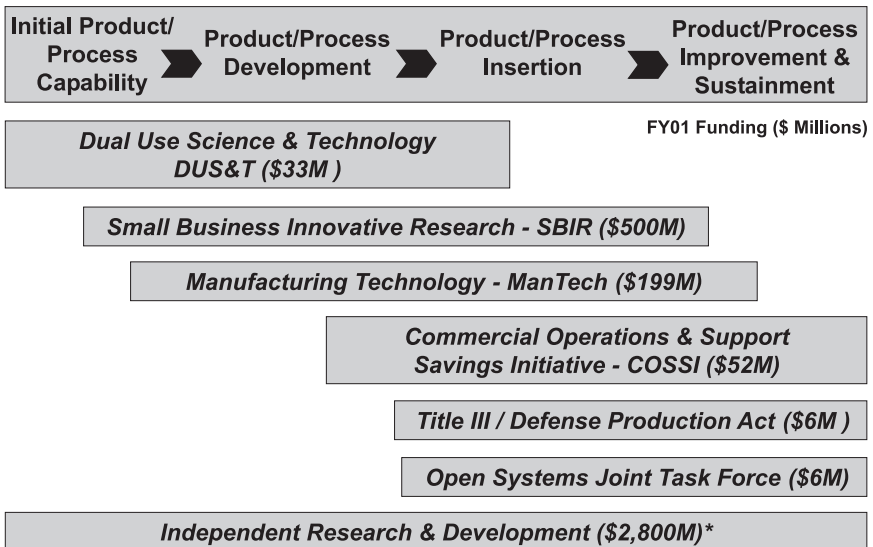 Initial Product/
Process
Capability
Product/Process
Development
Product/Process
Insertion
Product/Process
Improvement &
Sustainment
FY01 Funding ($ Millions)
Dual Use Science & Technology
DUS&T ($33M )
Small Business Innovative Research - SBIR ($500M)
Manufacturing Technology - ManTech ($199M)
Commercial Operations & Support
Savings Initiative - COSSI ($52M)
Title III / Defense Production Act ($6M )
Open Systems Joint Task Force ($6M)
Independent Research & Development ($2,800M)*